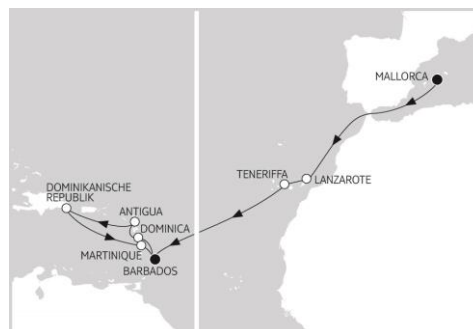 MALLORCA
TENERIFFA
LANZAROTE
DOMINIKANISCHE
REPUBLIK
ANTIGUA
DOMINICA
MARTINIQUE
BARBADOS